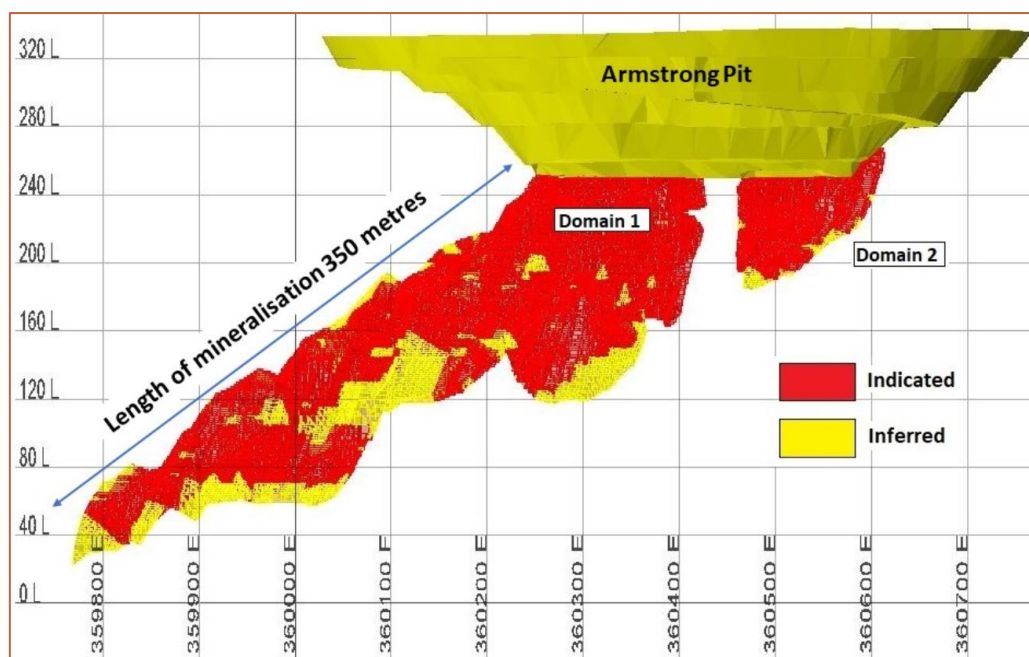 Armstrong Pit
320 L
280 L
240 L
200 L
160 L
120 L
80 L
40 L
0 L
Length of mineralisation 350 metres
Domain 1
Domain 2
Indicated
Inferred
359800 E
359900 E
360000 E
360100 E
360200 E
360300 E
360400 E
360500 E
360600 E
360700 E